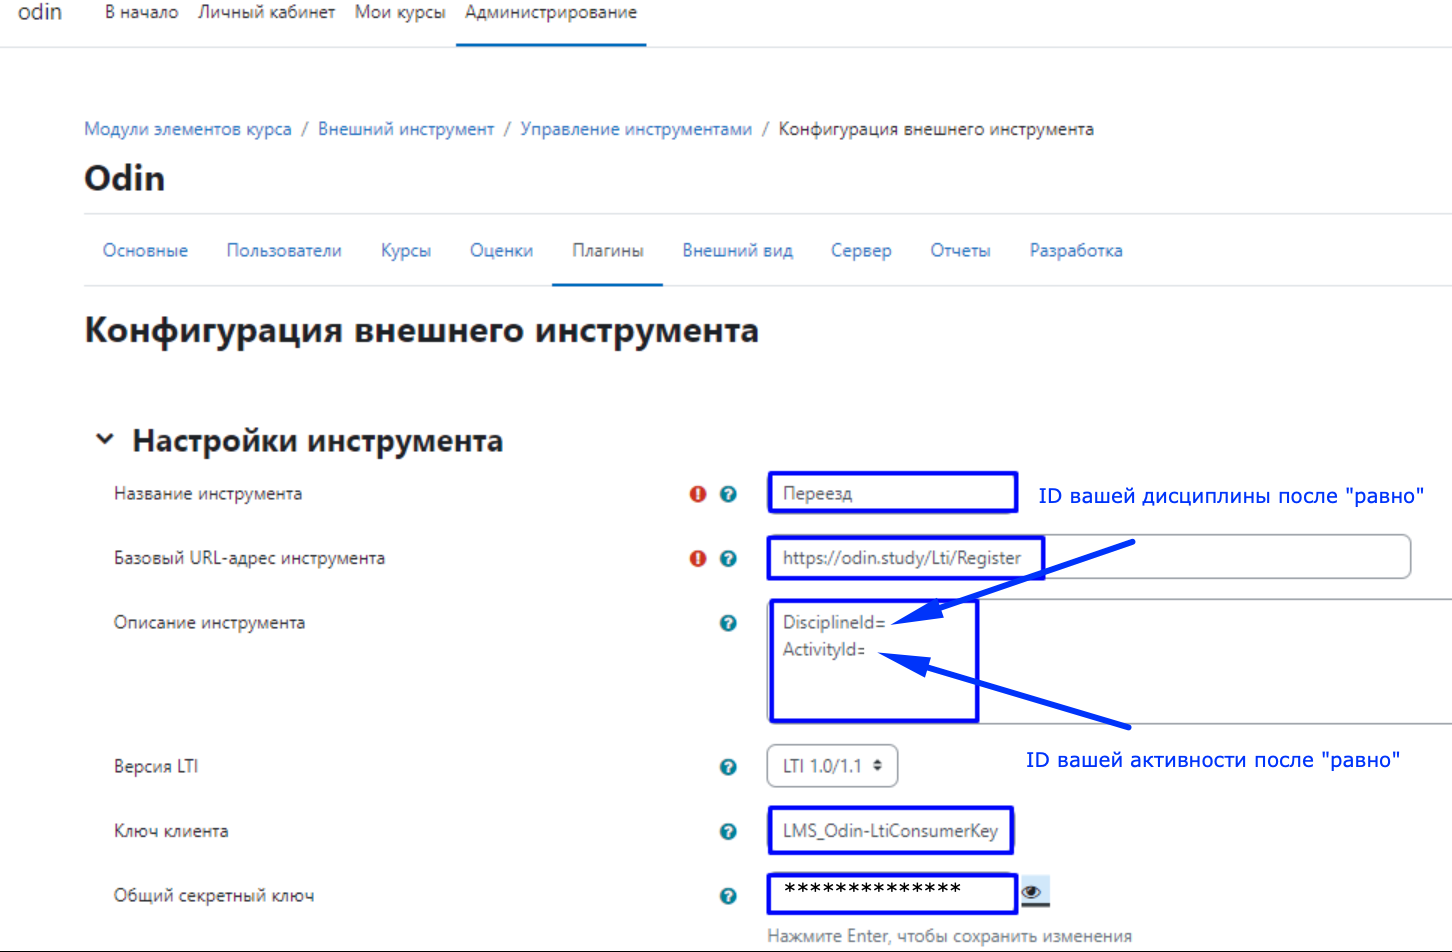 odin В начало Личный кабинет Мои курсы Администрирование
Модули элементов курса / Внешний инструмент / Управление инструментами / Конфигурация внешнего инструмента
Odin
Основные Пользователи Курсы Оценки Плагины Внешний вид Сервер Отчеты Разработка
Конфигурация внешнего инструмента
Настройки инструмента
Название инструмента Переезд ID вашей дисциплины после "равно"
Базовый URL-адрес инструмента https://odin.study/Lti/Register
Описание инструмента DisciplineId=
ActivityId=
ID вашей активности после "равно"
Версия LTI LTI 1.0/1.1
Ключ клиента LMS_Odin-LtiConsumerKey
Общий секретный ключ **************
Нажмите Enter, чтобы сохранить изменения